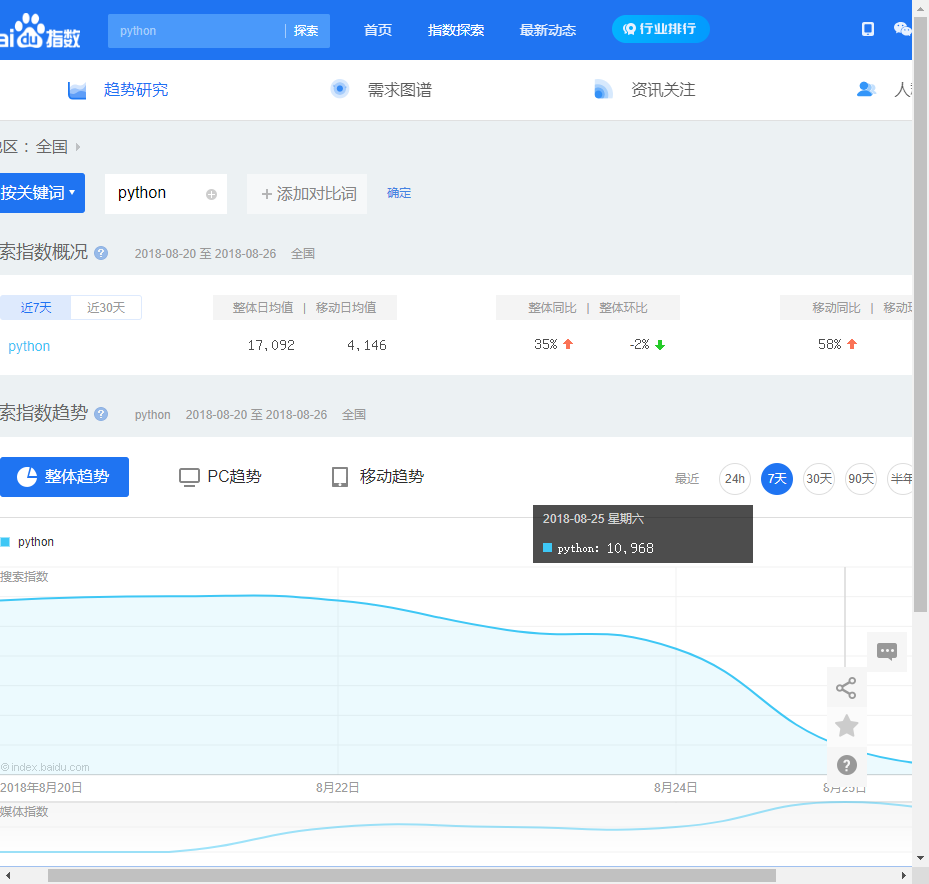 ai du 指数
python 探索 首页 指数探索 最新动态 行业排行
趋势研究 需求图谱 资讯关注 人
区： 全国
按关键词 python + 添加对比词 确定
索指数概况 ? 2018-08-20 至 2018-08-26 全国
近7天 近30天 整体日均值 | 移动日均值 整体同比 | 整体环比 移动同比 | 移动
python 17,092 4,146 35% -2% 58%
索指数趋势 ? python 2018-08-20 至 2018-08-26 全国
整体趋势 PC趋势 移动趋势 最近 24h 7天 30天 90天 半年
2018-08-25 星期六
python
python: 10,968
搜索指数
?
©index.baidu.com
2018年8月20日 8月22日 8月24日 8月25日
媒体指数